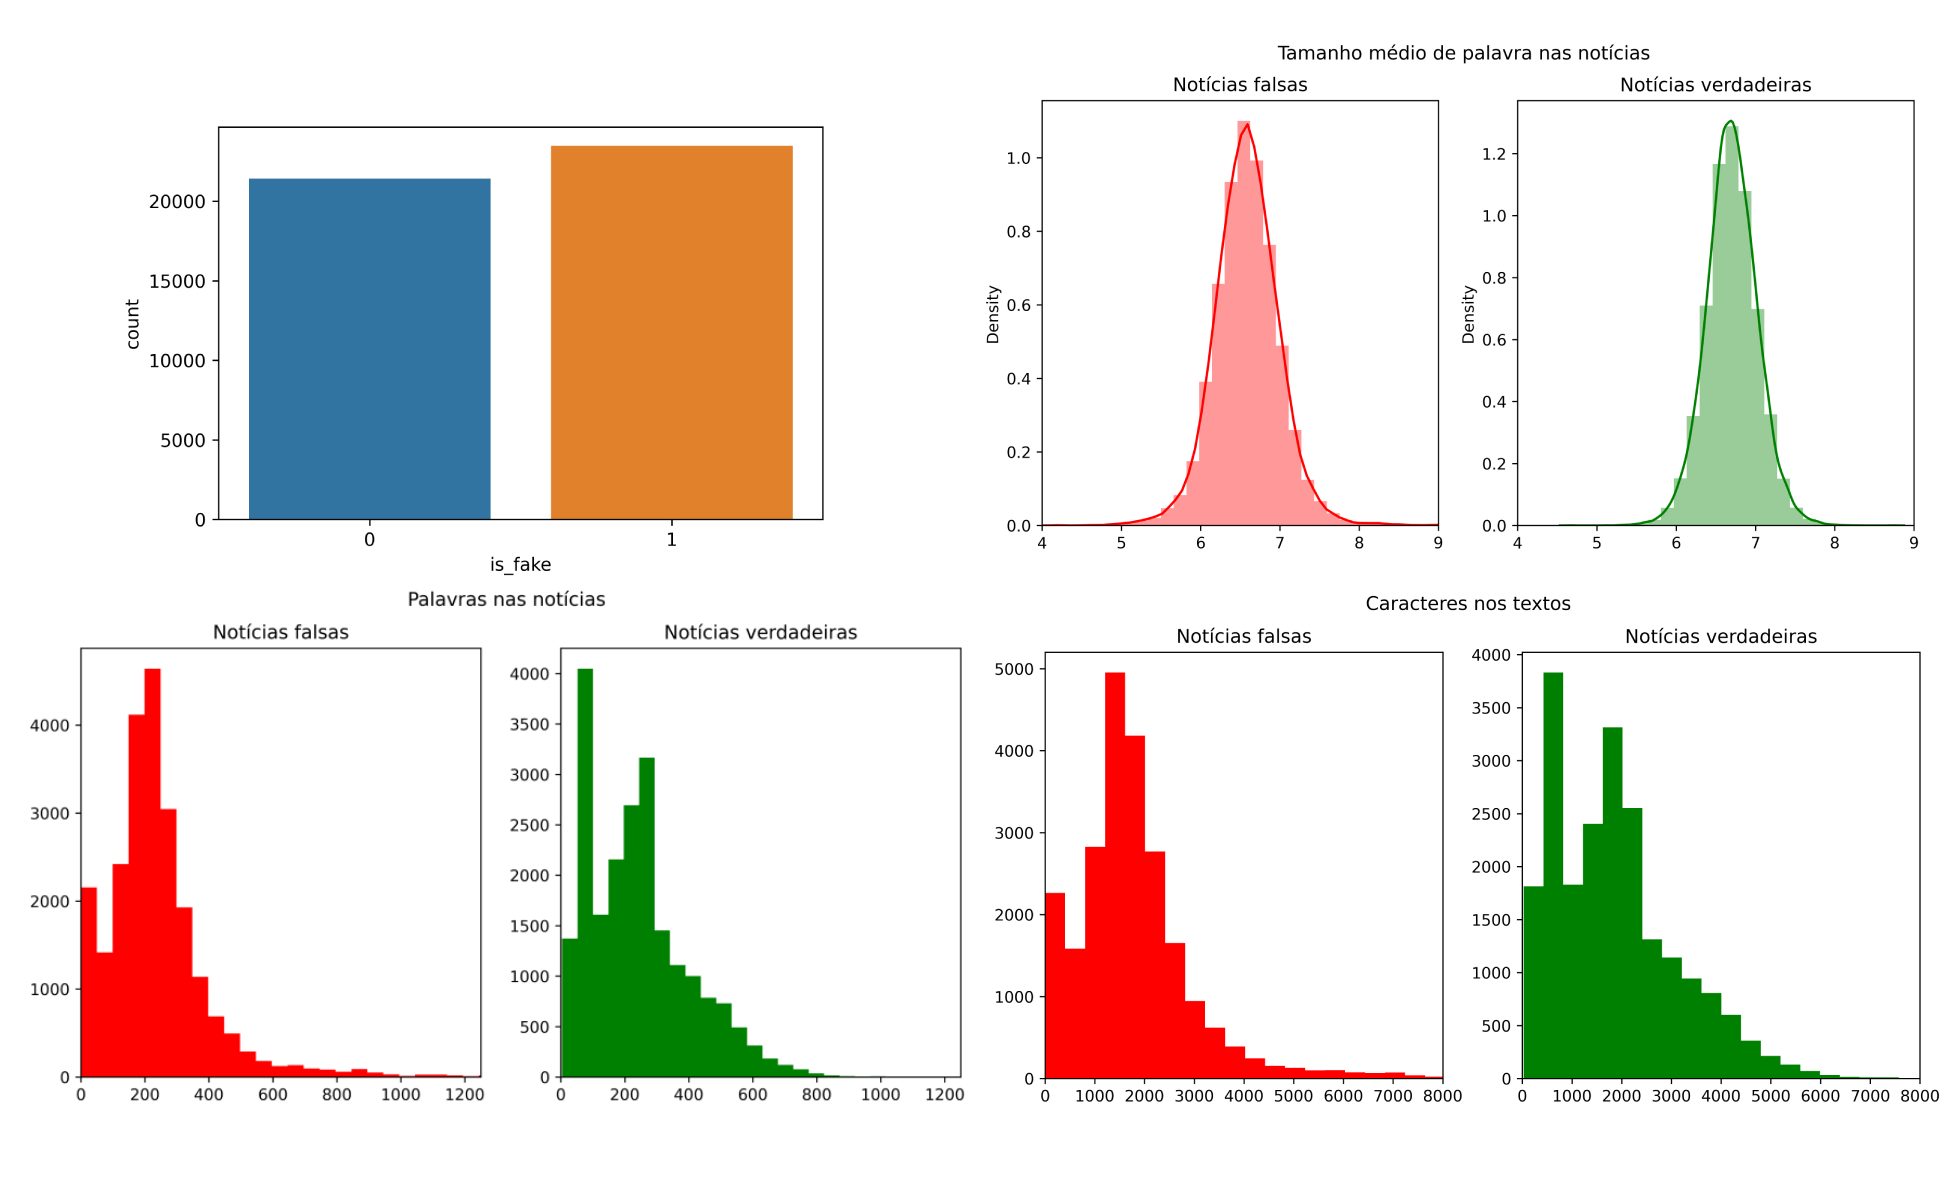 count
20000
15000
10000
5000
0
0 1
is_fake
Tamanho médio de palavra nas notícias
Notícias falsas
Density
1.0
0.8
0.6
0.4
0.2
0.0
4 5 6 7 8 9
Notícias verdadeiras
Density
1.2
1.0
0.8
0.6
0.4
0.2
0.0
4 5 6 7 8 9
Palavras nas notícias
Notícias falsas
4000
3000
2000
1000
0
0 200 400 600 800 1000 1200
Notícias verdadeiras
4000
3500
3000
2500
2000
1500
1000
500
0
0 200 400 600 800 1000 1200
Caracteres nos textos
Notícias falsas
5000
4000
3000
2000
1000
0
0 1000 2000 3000 4000 5000 6000 7000 8000
Notícias verdadeiras
4000
3500
3000
2500
2000
1500
1000
500
0
0 1000 2000 3000 4000 5000 6000 7000 8000